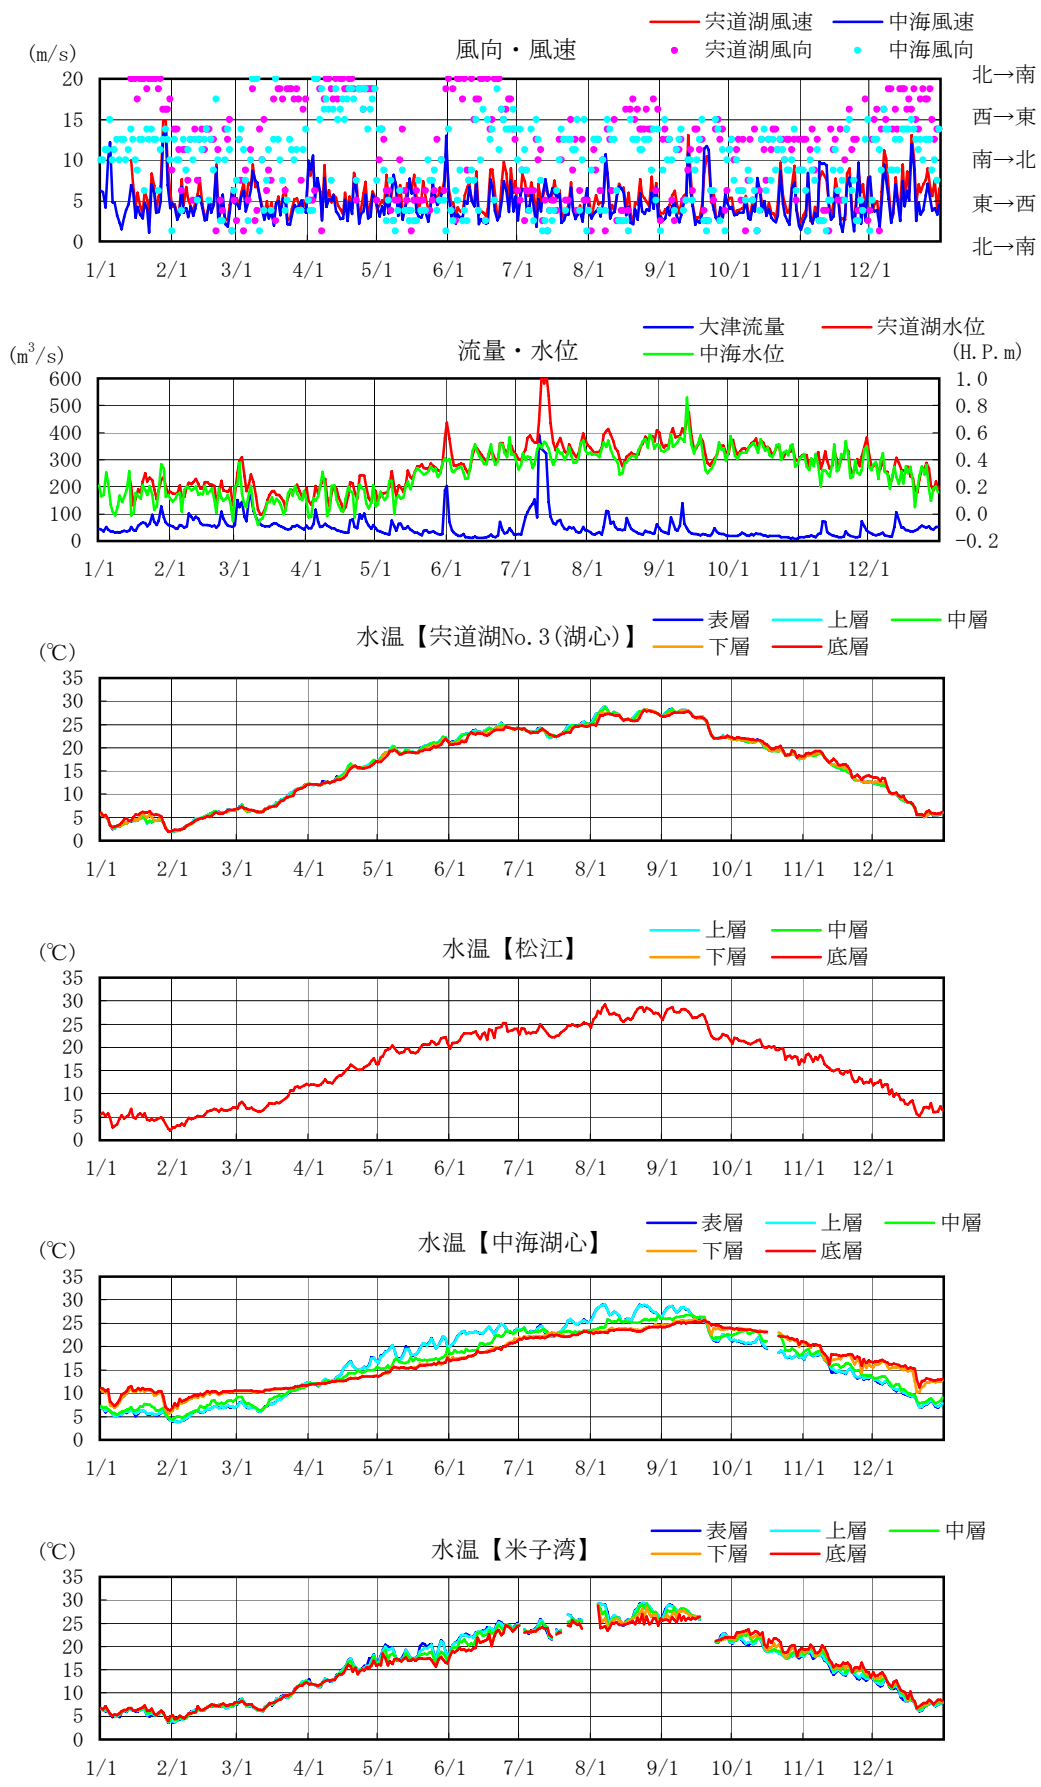 宍道湖風速 中海風速
(m/s) 風向・風速 宍道湖風向 中海風向
20 北→南
15 西→東
10 南→北
5 東→西
0 北→南
1/1 2/1 3/1 4/1 5/1 6/1 7/1 8/1 9/1 10/1 11/1 12/1
大津流量 宍道湖水位
(m³/s) 流量・水位 中海水位 (H.P.m)
600 1.0
500 0.8
400 0.6
300 0.4
200 0.2
100 0.0
0 -0.2
1/1 2/1 3/1 4/1 5/1 6/1 7/1 8/1 9/1 10/1 11/1 12/1
表層 上層 中層
(℃) 水温【宍道湖No.3(湖心)】 下層 底層
35
30
25
20
15
10
5
0
1/1 2/1 3/1 4/1 5/1 6/1 7/1 8/1 9/1 10/1 11/1 12/1
上層 中層
(℃) 水温【松江】 下層 底層
35
30
25
20
15
10
5
0
1/1 2/1 3/1 4/1 5/1 6/1 7/1 8/1 9/1 10/1 11/1 12/1
表層 上層 中層
(℃) 水温【中海湖心】 下層 底層
35
30
25
20
15
10
5
0
1/1 2/1 3/1 4/1 5/1 6/1 7/1 8/1 9/1 10/1 11/1 12/1
表層 上層 中層
(℃) 水温【米子湾】 下層 底層
35
30
25
20
15
10
5
0
1/1 2/1 3/1 4/1 5/1 6/1 7/1 8/1 9/1 10/1 11/1 12/1